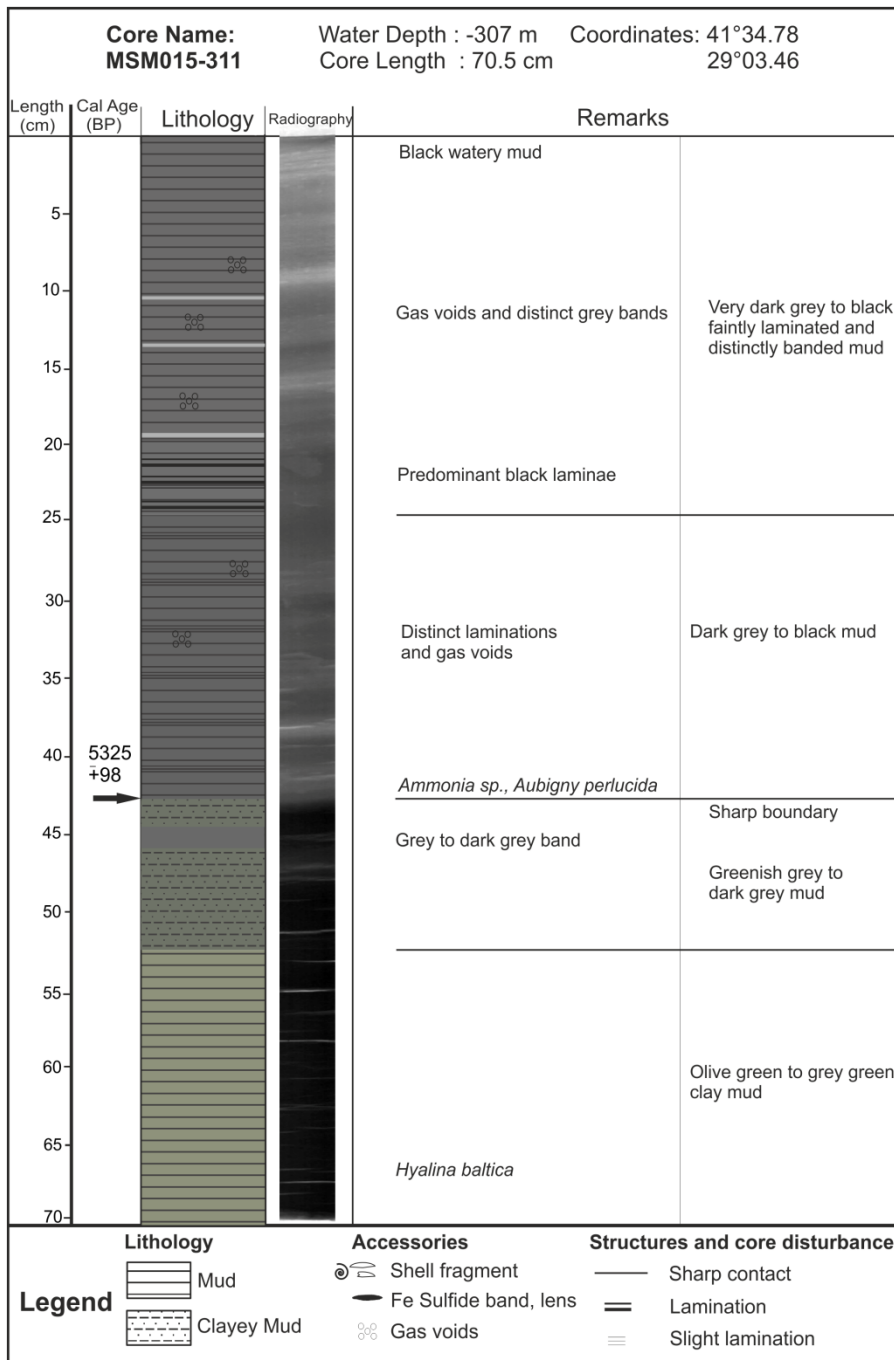 Core Name:
MSM015-311
Water Depth : -307 m
Core Length : 70.5 cm
Coordinates: 41°34.78
29°03.46
Length
(cm)
Cal Age
(BP)
Lithology
Radiography
Remarks
Black watery mud
5
10
Gas voids and distinct grey bands
Very dark grey to black
faintly laminated and
distinctly banded mud
15
20
Predominant black laminae
25
30
Distinct laminations
and gas voids
Dark grey to black mud
35
40
5325
+98
Ammonia sp., Aubigny perlucida
Sharp boundary
45
Grey to dark grey band
Greenish grey to
dark grey mud
50
55
60
Olive green to grey green
clay mud
65
Hyalina baltica
70
Legend
Lithology
Mud
Clayey Mud
Accessories
Shell fragment
Fe Sulfide band, lens
Gas voids
Structures and core disturbance
Sharp contact
Lamination
Slight lamination